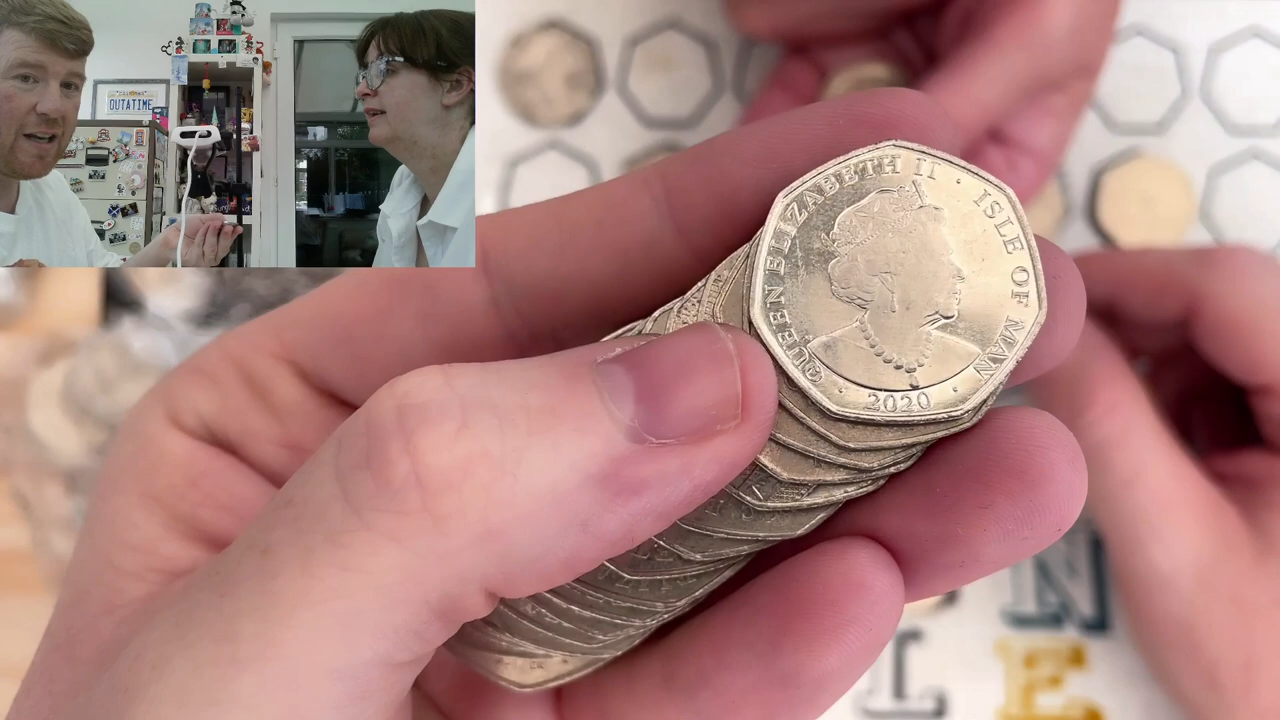 OUTATIME
QUEEN ELIZABETH II · ISLE OF MAN
· 2020 ·
N
L
E